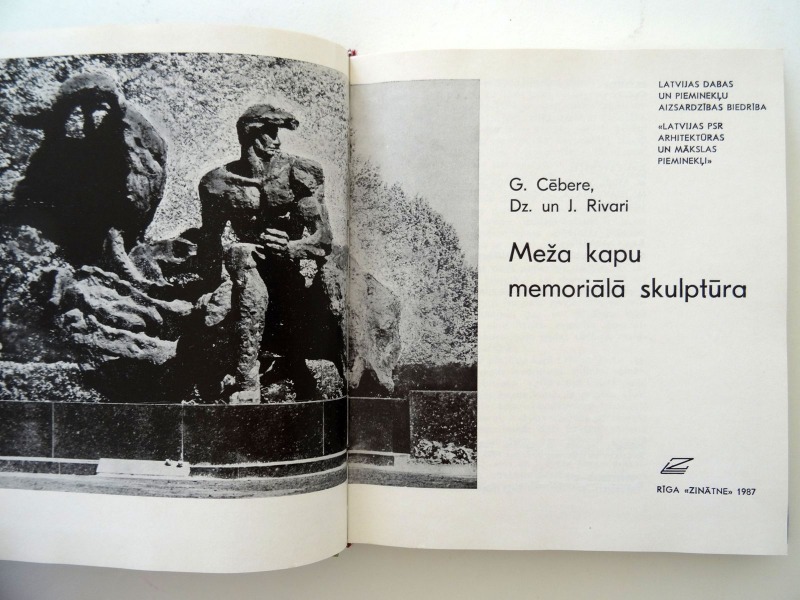 LATVIJAS DABAS
UN PIEMINEKĻU
AIZSARDZĪBAS BIEDRĪBA
«LATVIJAS PSR
ARHITEKTŪRAS
UN MĀKSLAS
PIEMINEKĻI»
G. Cēbere,
Dz. un J. Rivari
Meža kapu
memoriālā skulptūra
RĪGA «ZINĀTNE» 1987